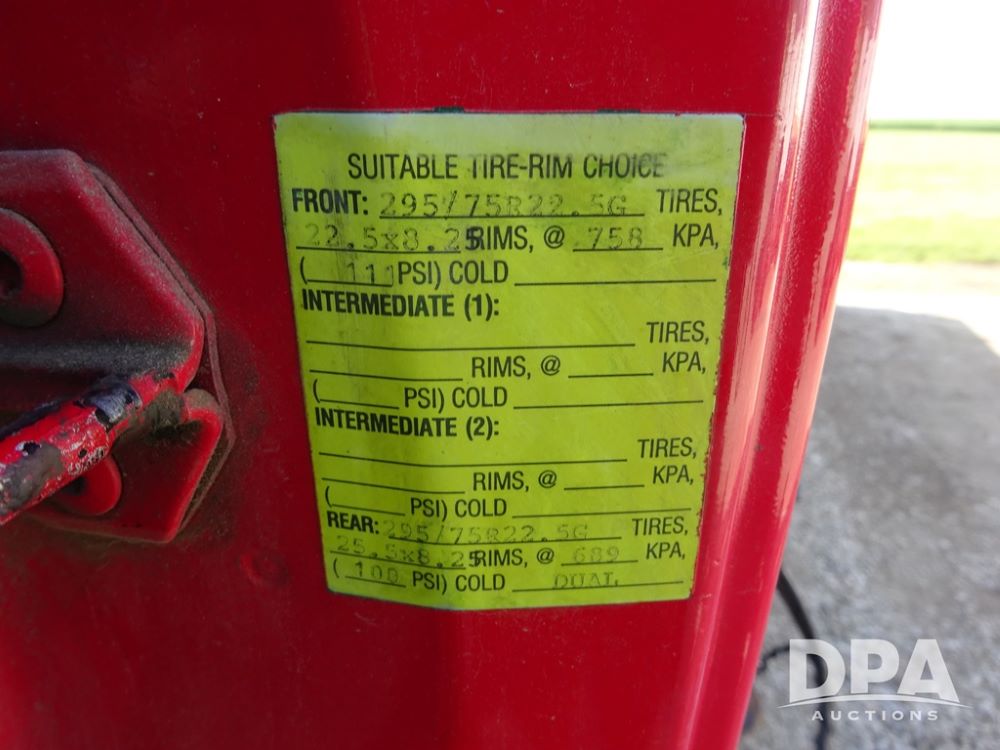 SUITABLE TIRE-RIM CHOICE
FRONT: 295/75R22.5G TIRES,
22.5x8.25 RIMS, @ 758 KPA,
( 111 PSI) COLD
INTERMEDIATE (1):
TIRES,
RIMS, @ KPA,
( PSI) COLD
INTERMEDIATE (2):
TIRES,
RIMS, @ KPA,
( PSI) COLD
REAR: 295/75R22.5G TIRES,
25.5x8.25 RIMS, @ 689 KPA,
( 100 PSI) COLD DUAL
DPA
AUCTIONS